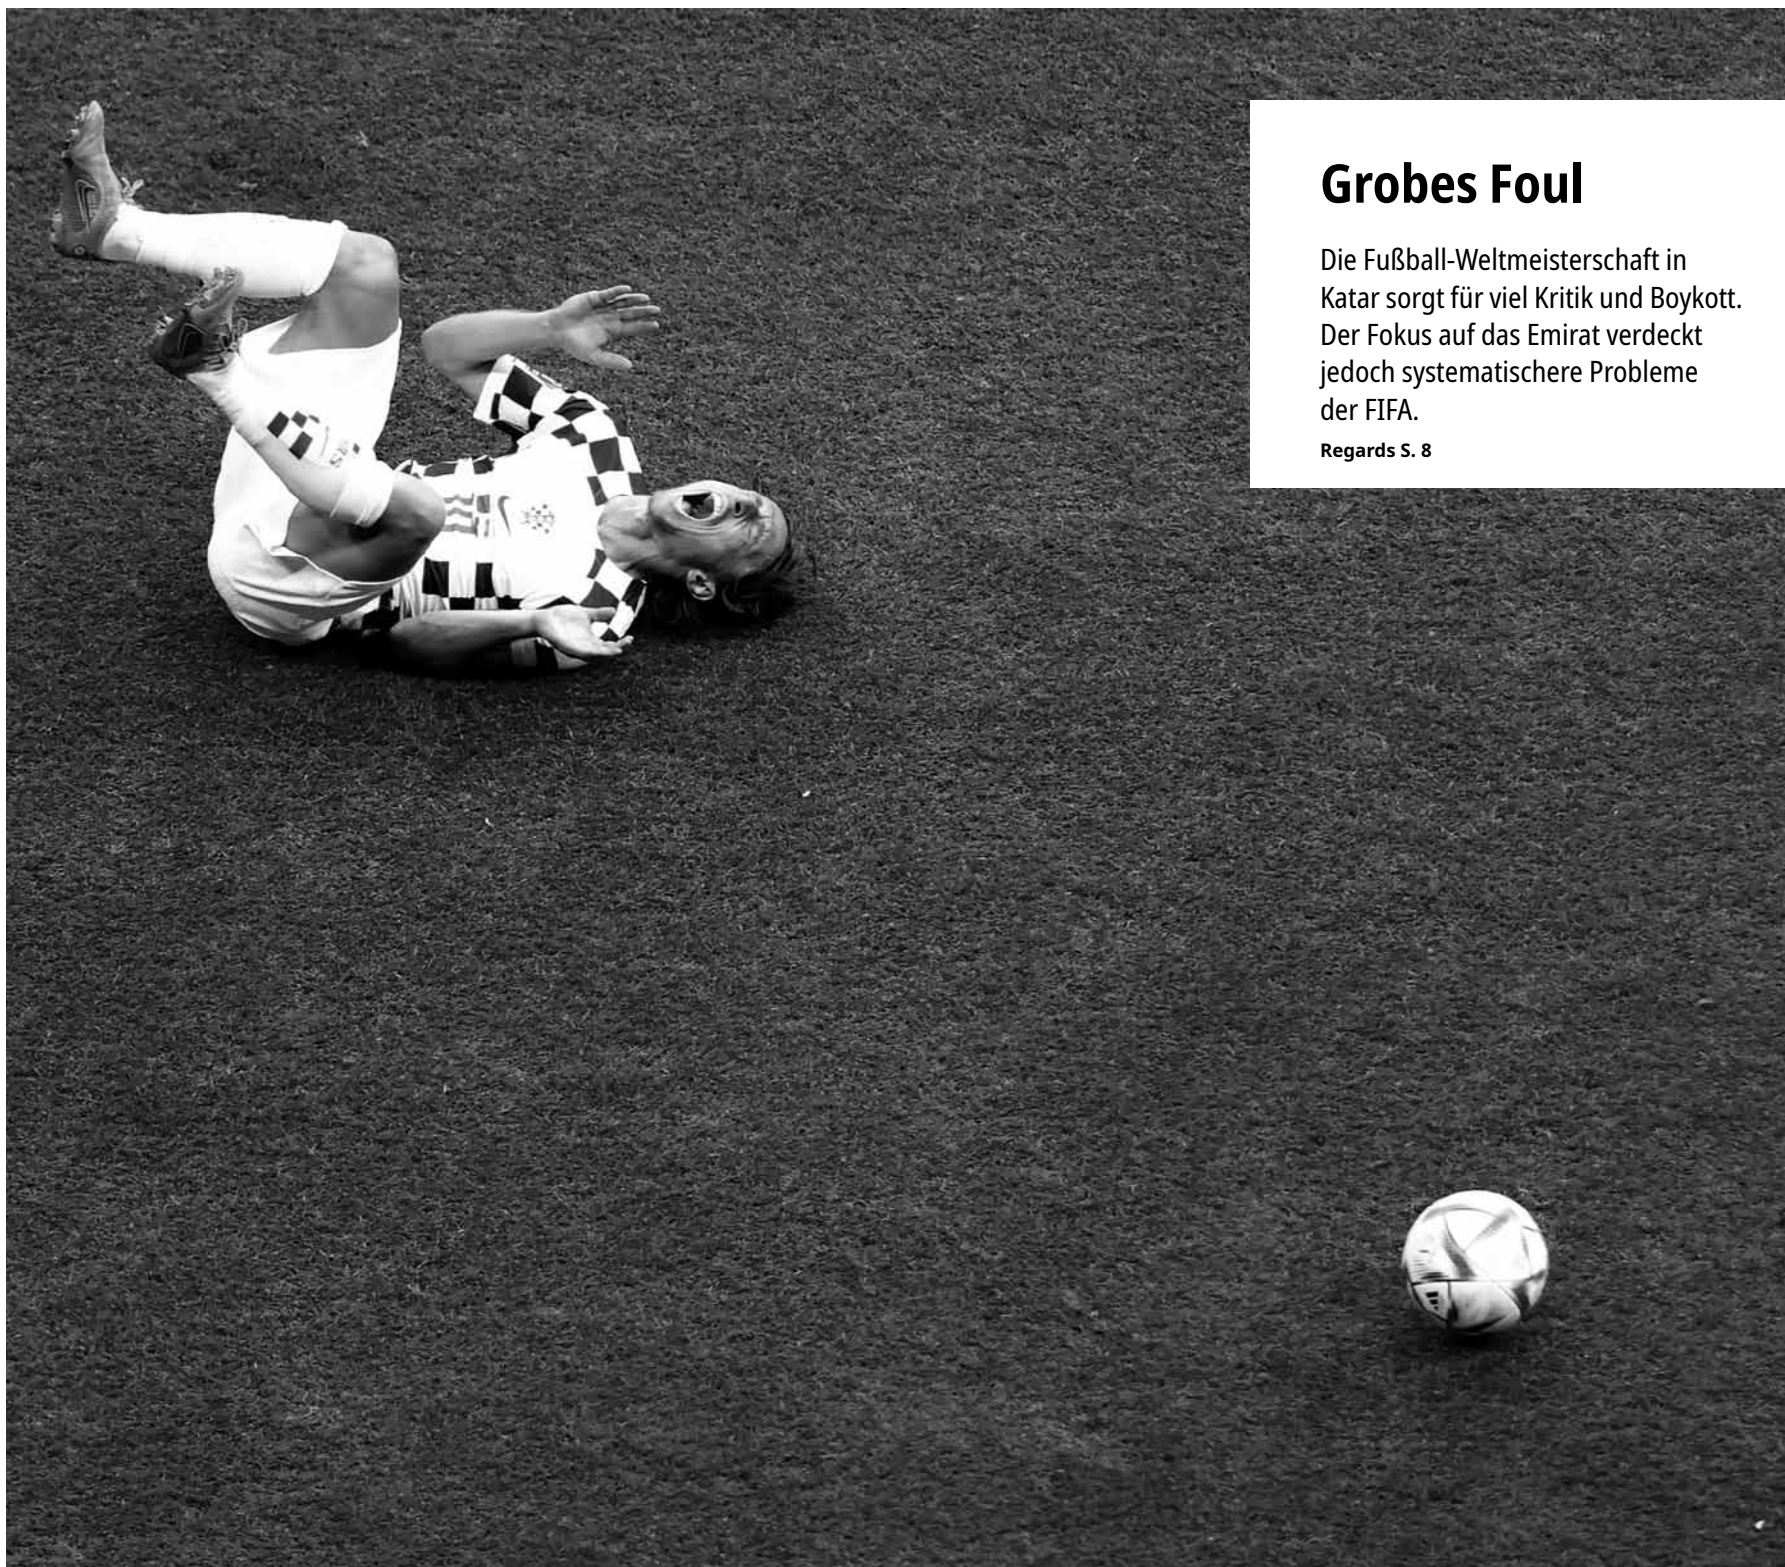 Grobes Foul
Die Fußball-Weltmeisterschaft in
Katar sorgt für viel Kritik und Boykott.
Der Fokus auf das Emirat verdeckt
jedoch systematischere Probleme
der FIFA.
Regards S. 8